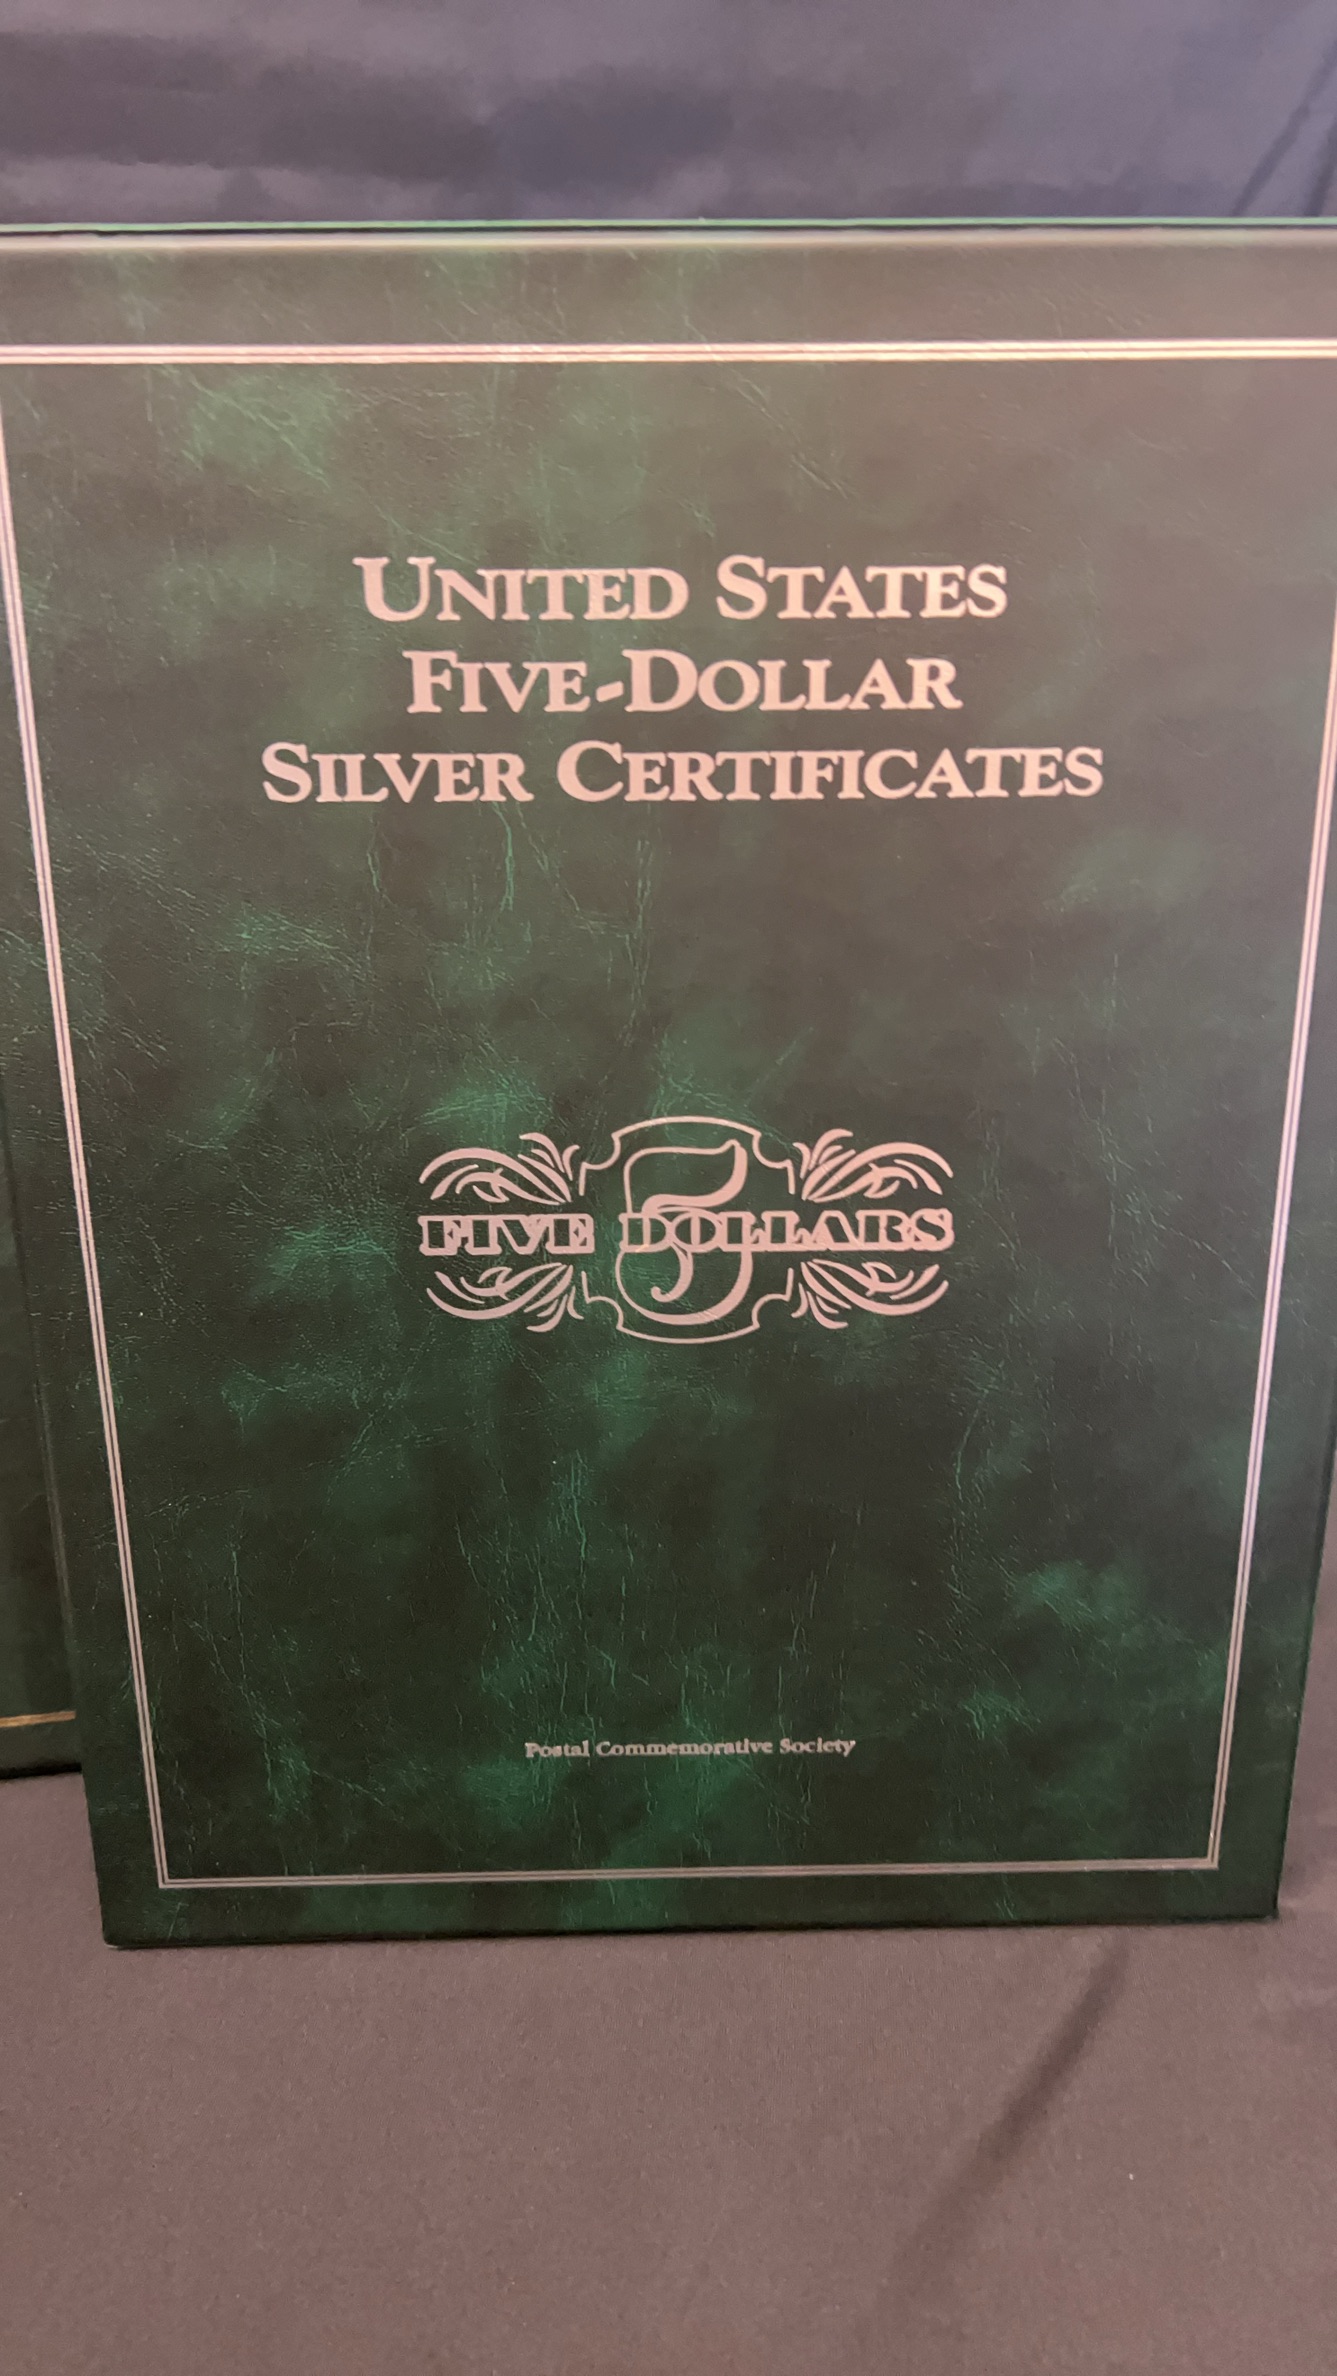 UNITED STATES
FIVE-DOLLAR
SILVER CERTIFICATES
5
FIVE DOLLARS
Postal Commemorative Society